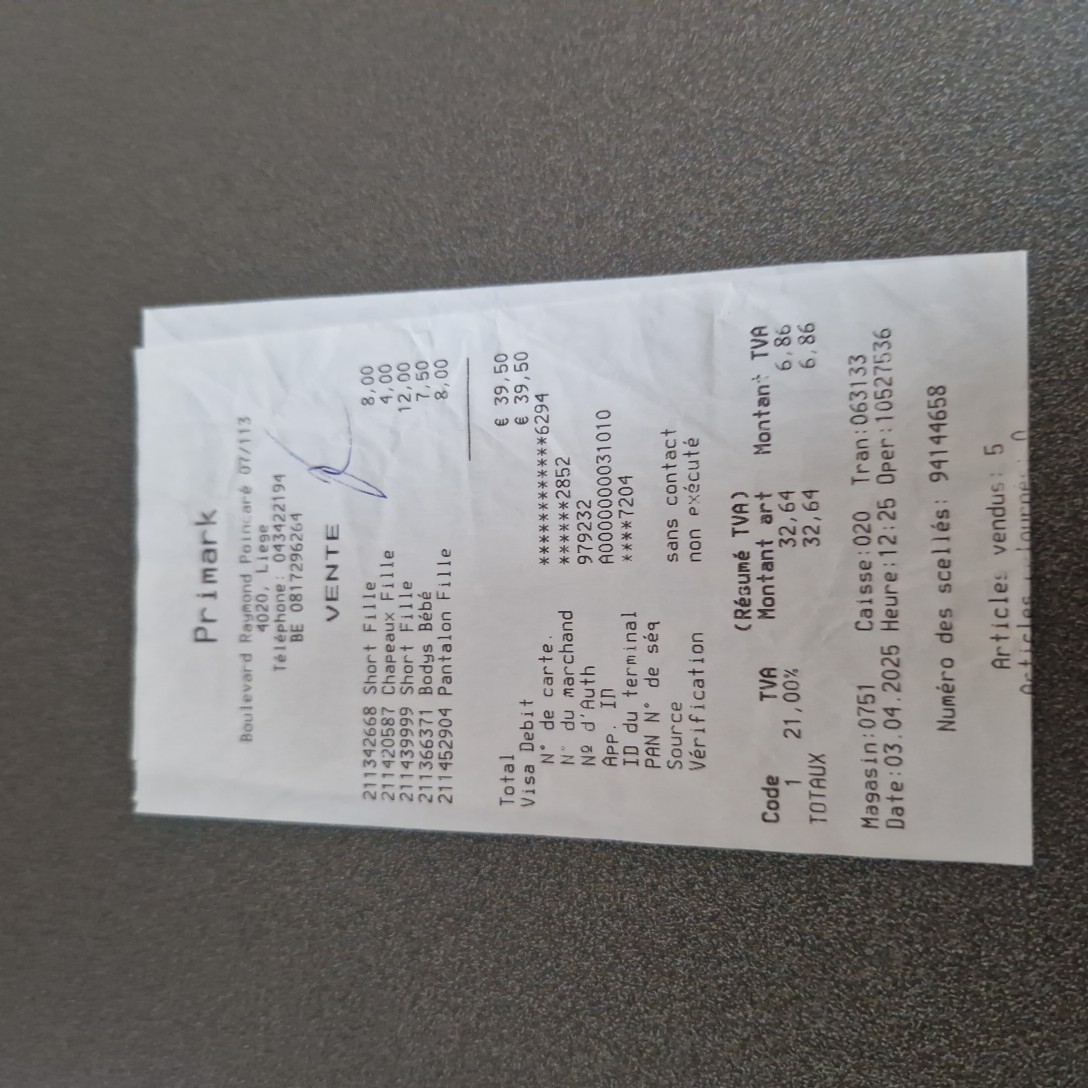 Primark
Boulevard Raymond Poincaré 07/113
4020, Liege
Téléphone: 043422194
BE 0817296264
VENTE
211342668 Short Fille 8,00
211420587 Chapeaux Fille 4,00
211439999 Short Fille 12,00
211366371 Bodys Bébé 7,50
211452904 Pantalon Fille 8,00
Total € 39,50
Visa Debit € 39,50
N° de carte. ************6294
N° du marchand ******2852
Nº d'Auth 979232
APP. ID A0000000031010
ID du terminal ****7204
PAN N° de séq
Source sans contact
Vérification non exécuté
(Résumé TVA)
Code TVA Montant art Montant TVA
1 21,00% 32,64 6,86
TOTAUX 32,64 6,86
Magasin:0751 Caisse:020 Tran:063133
Date:03.04.2025 Heure:12:25 Oper:10527536
Numéro des scellés: 94144658
Articles vendus: 5